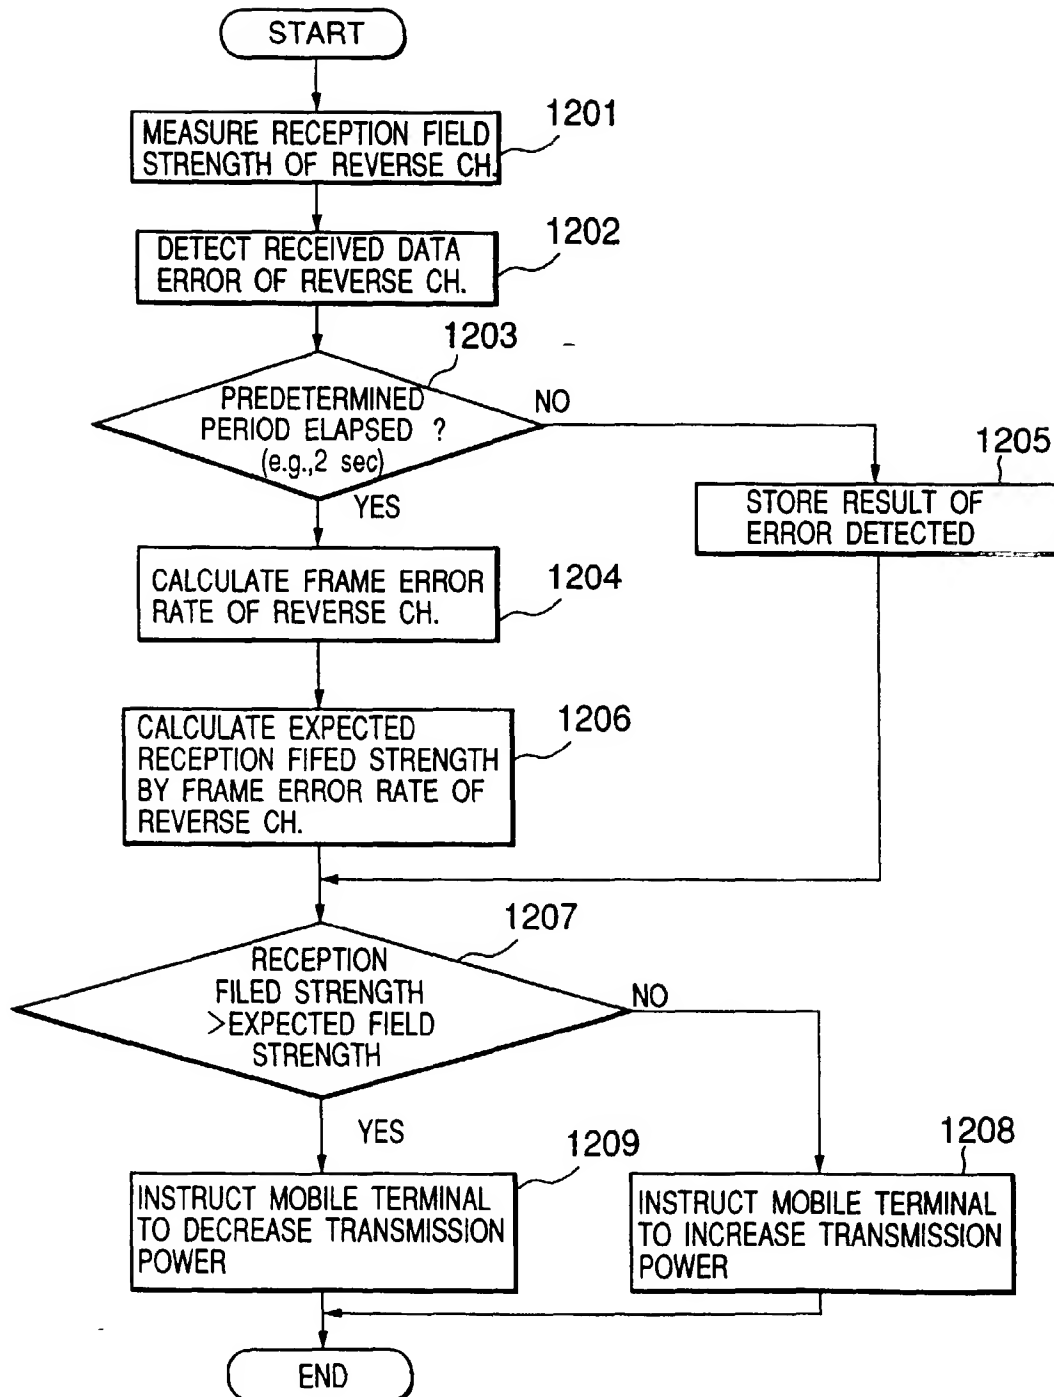 START
1201
MEASURE RECEPTION FIELD
STRENGTH OF REVERSE CH.
1202
DETECT RECEIVED DATA
ERROR OF REVERSE CH.
1203
PREDETERMINED
PERIOD ELAPSED ?
(e.g.,2 sec)
NO
YES
1205
STORE RESULT OF
ERROR DETECTED
1204
CALCULATE FRAME ERROR
RATE OF REVERSE CH.
1206
CALCULATE EXPECTED
RECEPTION FIFED STRENGTH
BY FRAME ERROR RATE OF
REVERSE CH.
1207
RECEPTION
FILED STRENGTH
>EXPECTED FIELD
STRENGTH
NO
YES
1209
INSTRUCT MOBILE TERMINAL
TO DECREASE TRANSMISSION
POWER
1208
INSTRUCT MOBILE TERMINAL
TO INCREASE TRANSMISSION
POWER
END